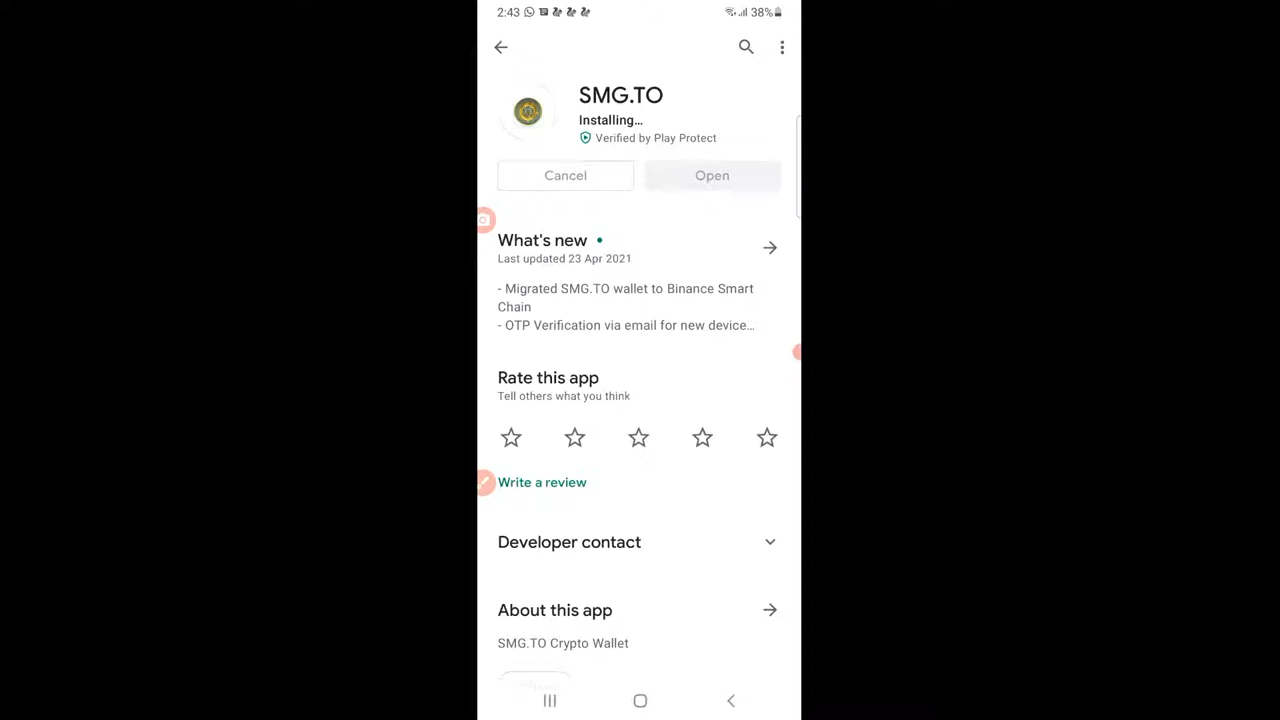 2:43
38%
SMG.TO
Installing...
Verified by Play Protect
Cancel
Open
What's new
Last updated 23 Apr 2021
- Migrated SMG.TO wallet to Binance Smart
Chain
- OTP Verification via email for new device...
Rate this app
Tell others what you think
Write a review
Developer contact
About this app
SMG.TO Crypto Wallet